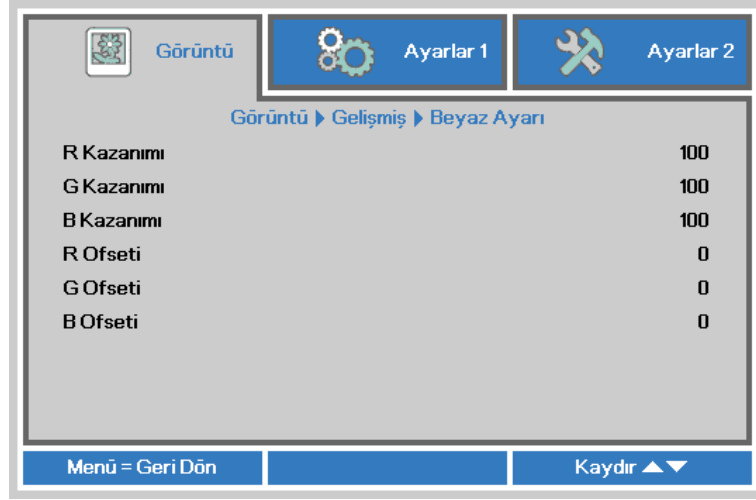 Görüntü Ayarlar 1 Ayarlar 2
Görüntü ▶ Gelişmiş ▶ Beyaz Ayarı
R Kazanımı 100
G Kazanımı 100
B Kazanımı 100
R Ofseti 0
G Ofseti 0
B Ofseti 0
Menü = Geri Dön Kaydır ▲▼